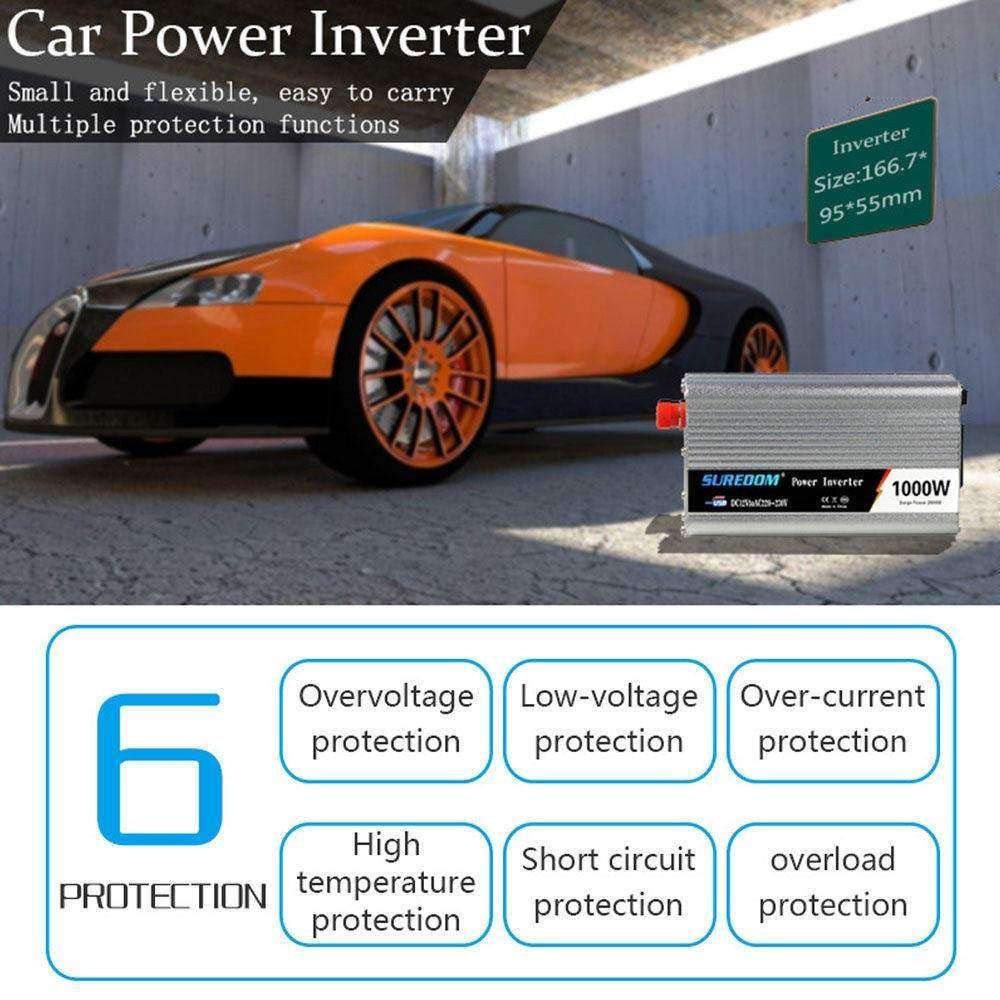 Car Power Inverter
Small and flexible, easy to carry
Multiple protection functions
Inverter
Size:166.7*
95*55mm
SUREDOM Power Inverter
1000W
USB
6
PROTECTION
Overvoltage
protection
Low-voltage
protection
Over-current
protection
High
temperature
protection
Short circuit
protection
overload
protection